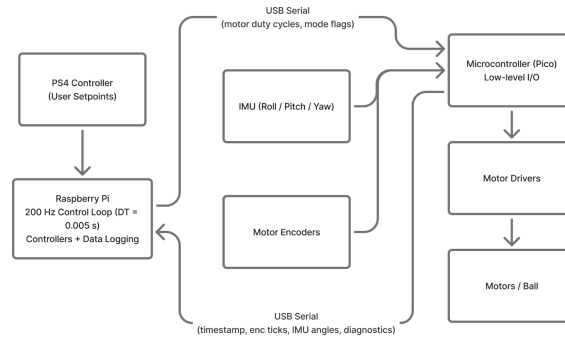 USB Serial
(motor duty cycles, mode flags)
PS4 Controller
(User Setpoints)
IMU (Roll / Pitch / Yaw)
Microcontroller (Pico)
Low-level I/O
Raspberry Pi
200 Hz Control Loop (DT =
0.005 s)
Controllers + Data Logging
Motor Encoders
Motor Drivers
Motors / Ball
USB Serial
(timestamp, enc ticks, IMU angles, diagnostics)